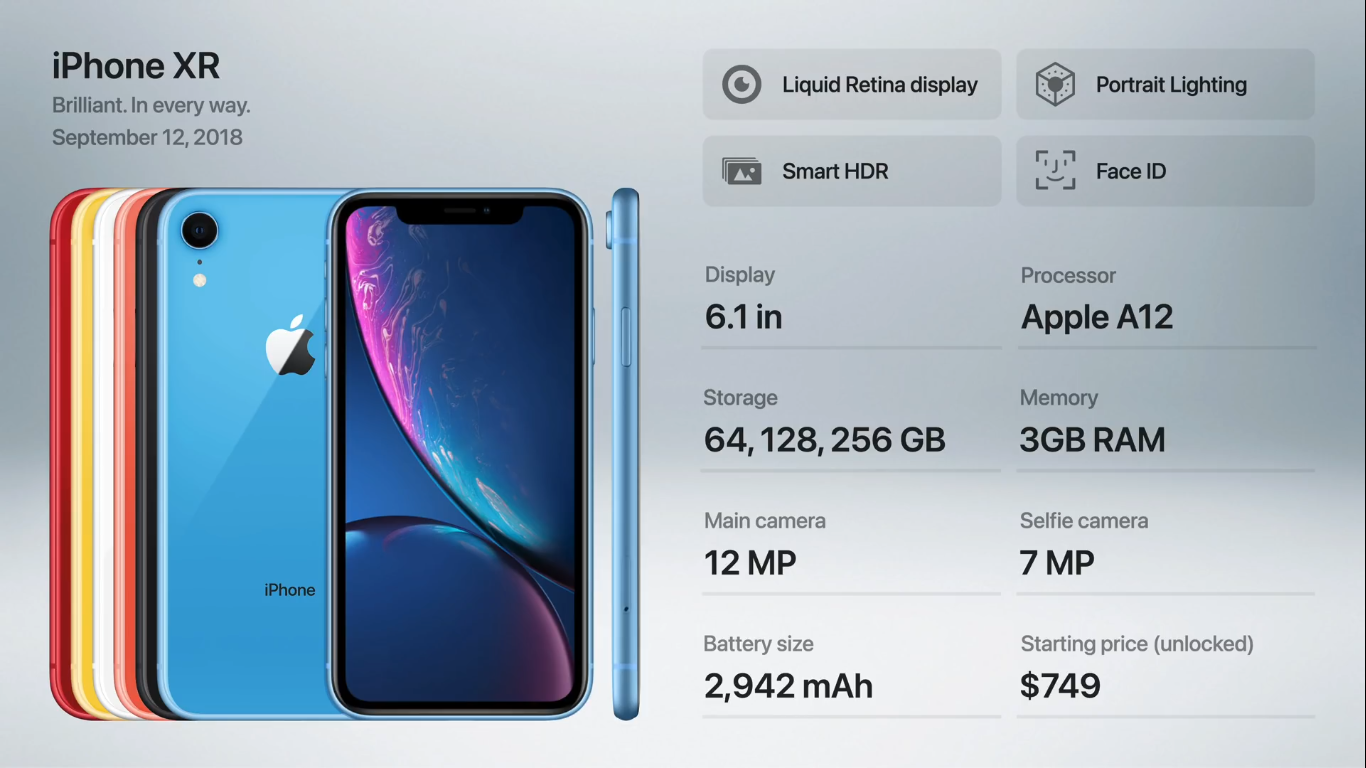 iPhone XR
Brilliant. In every way.
September 12, 2018
iPhone
Liquid Retina display
Portrait Lighting
Smart HDR
Face ID
Display
6.1 in
Processor
Apple A12
Storage
64, 128, 256 GB
Memory
3GB RAM
Main camera
12 MP
Selfie camera
7 MP
Battery size
2,942 mAh
Starting price (unlocked)
$749